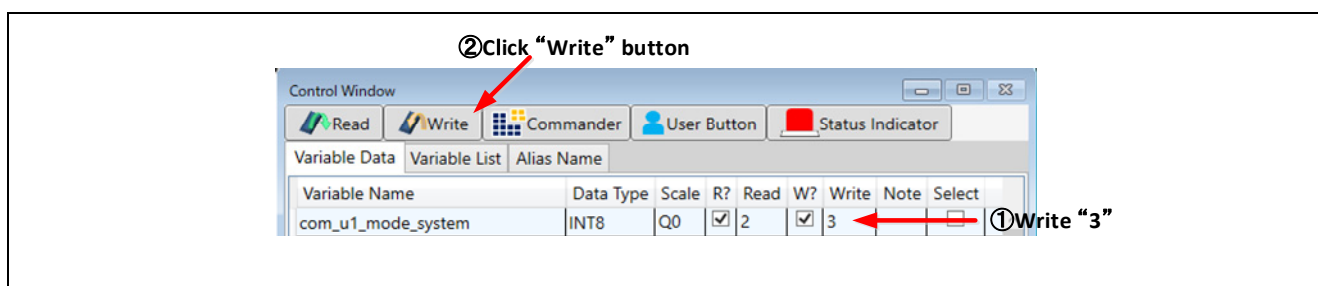 ②Click “Write” button
Control Window
Read Write Commander User Button Status Indicator
Variable Data Variable List Alias Name
Variable Name Data Type Scale R? Read W? Write Note Select
com_u1_mode_system INT8 Q0 2 3
①Write “3”